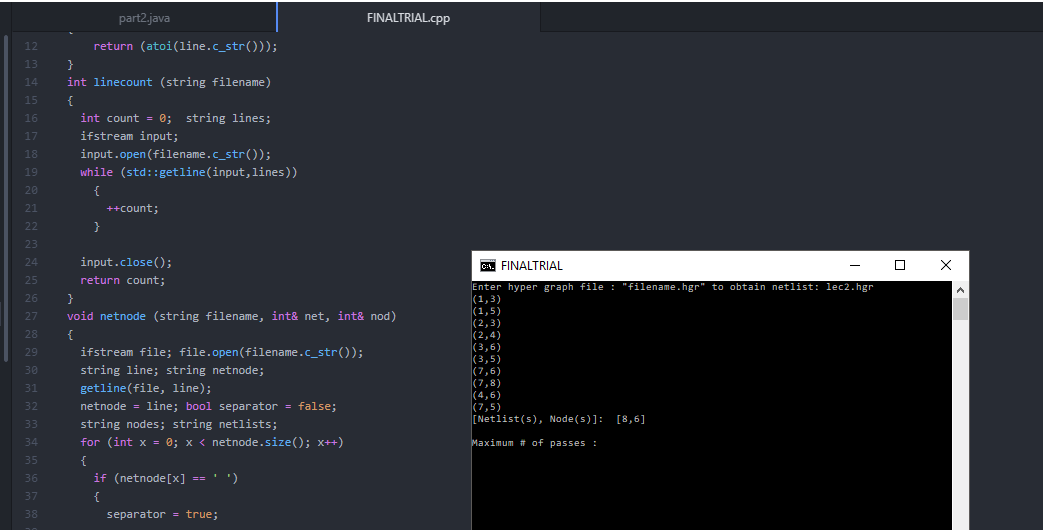 part2.java
FINALTRIAL.cpp
12 return (atoi(line.c_str()));
13 }
14 int linecount (string filename)
15 {
16 int count = 0; string lines;
17 ifstream input;
18 input.open(filename.c_str());
19 while (std::getline(input,lines))
20 {
21 ++count;
22 }
23
24 input.close();
25 return count;
26 }
27 void netnode (string filename, int& net, int& nod)
28 {
29 ifstream file; file.open(filename.c_str());
30 string line; string netnode;
31 getline(file, line);
32 netnode = line; bool separator = false;
33 string nodes; string netlists;
34 for (int x = 0; x < netnode.size(); x++)
35 {
36 if (netnode[x] == ' ')
37 {
38 separator = true;
C:\.
FINALTRIAL
Enter hyper graph file : "filename.hgr" to obtain netlist: lec2.hgr
(1,3)
(1,5)
(2,3)
(2,4)
(3,6)
(3,5)
(7,6)
(7,8)
(4,6)
(7,5)
[Netlist(s), Node(s)]: [8,6]
Maximum # of passes :